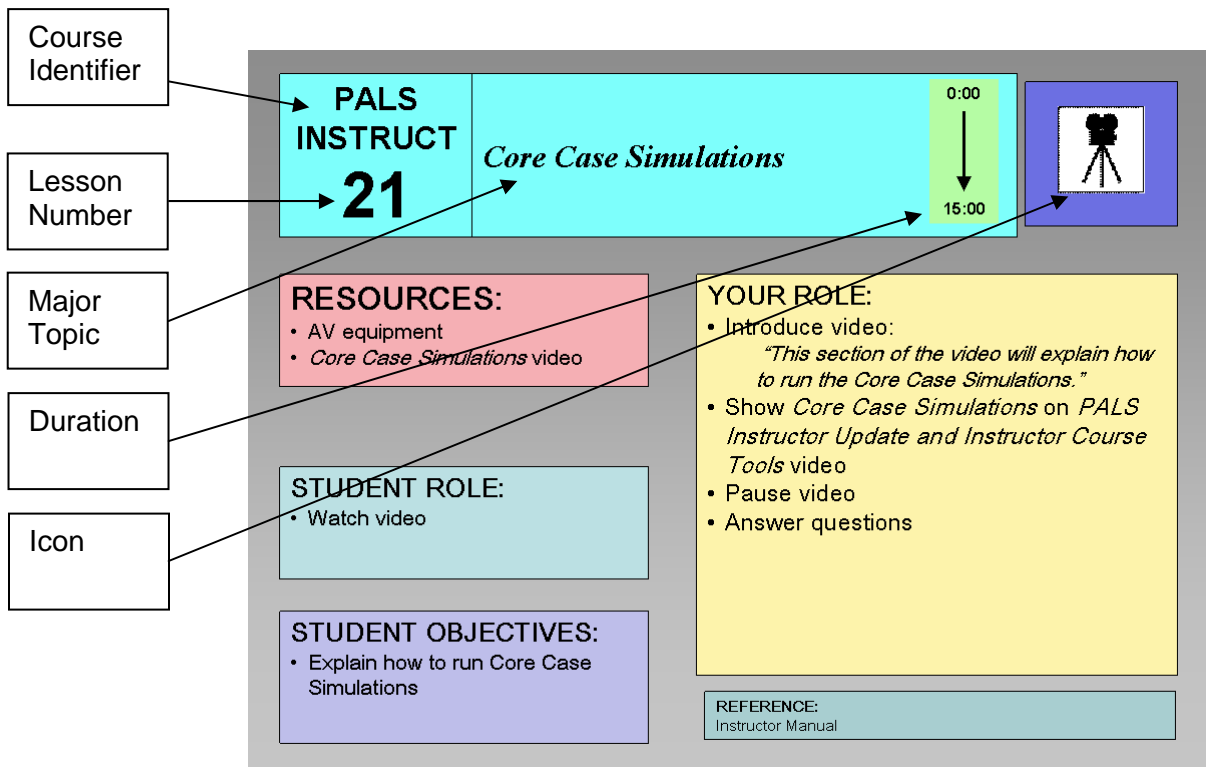 Course
Identifier
Lesson
Number
Major
Topic
Duration
Icon
PALS
INSTRUCT
21
Core Case Simulations
0:00
15:00
RESOURCES:
• AV equipment
• Core Case Simulations video
STUDENT ROLE:
• Watch video
STUDENT OBJECTIVES:
• Explain how to run Core Case
Simulations
YOUR ROLE:
• Introduce video:
“This section of the video will explain how
to run the Core Case Simulations.”
• Show Core Case Simulations on PALS
Instructor Update and Instructor Course
Tools video
• Pause video
• Answer questions
REFERENCE:
Instructor Manual